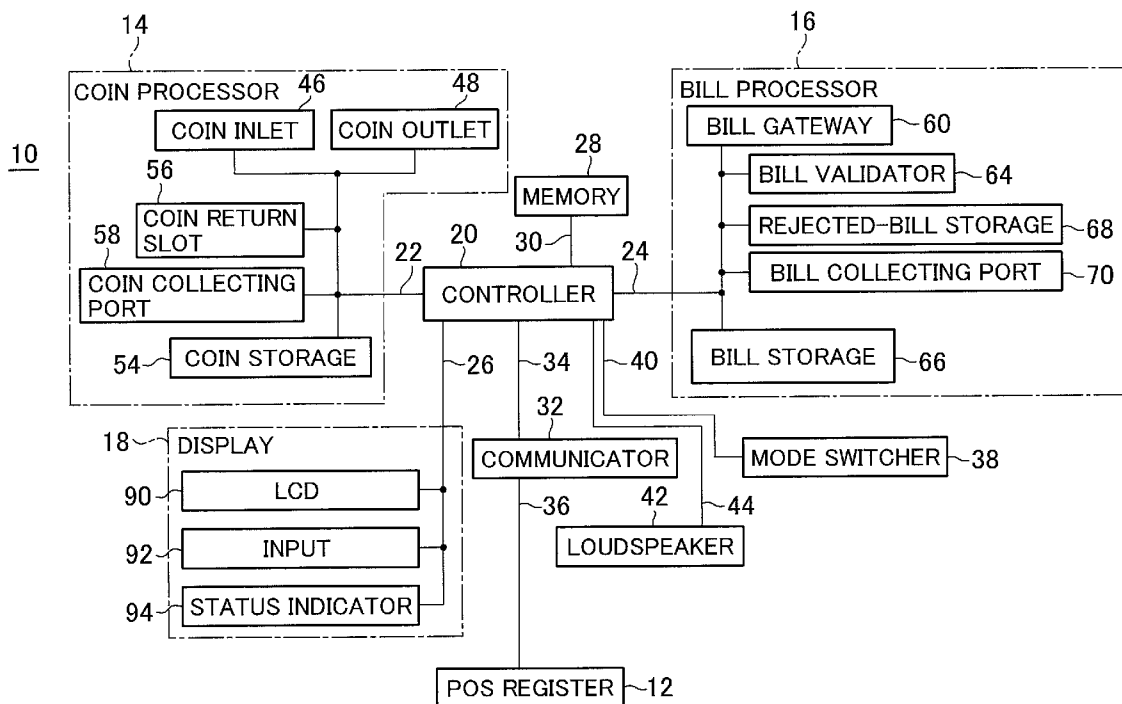 14
16
COIN PROCESSOR
46
48
COIN INLET
COIN OUTLET
10
56
COIN RETURN
SLOT
58
COIN COLLECTING
PORT
22
54
COIN STORAGE
28
MEMORY
30
20
CONTROLLER
24
BILL PROCESSOR
BILL GATEWAY
60
BILL VALIDATOR
64
REJECTED-BILL STORAGE
68
BILL COLLECTING PORT
70
BILL STORAGE
66
26
34
40
18
DISPLAY
90
LCD
92
INPUT
94
STATUS INDICATOR
32
COMMUNICATOR
36
MODE SWITCHER
38
42
44
LOUDSPEAKER
POS REGISTER
12